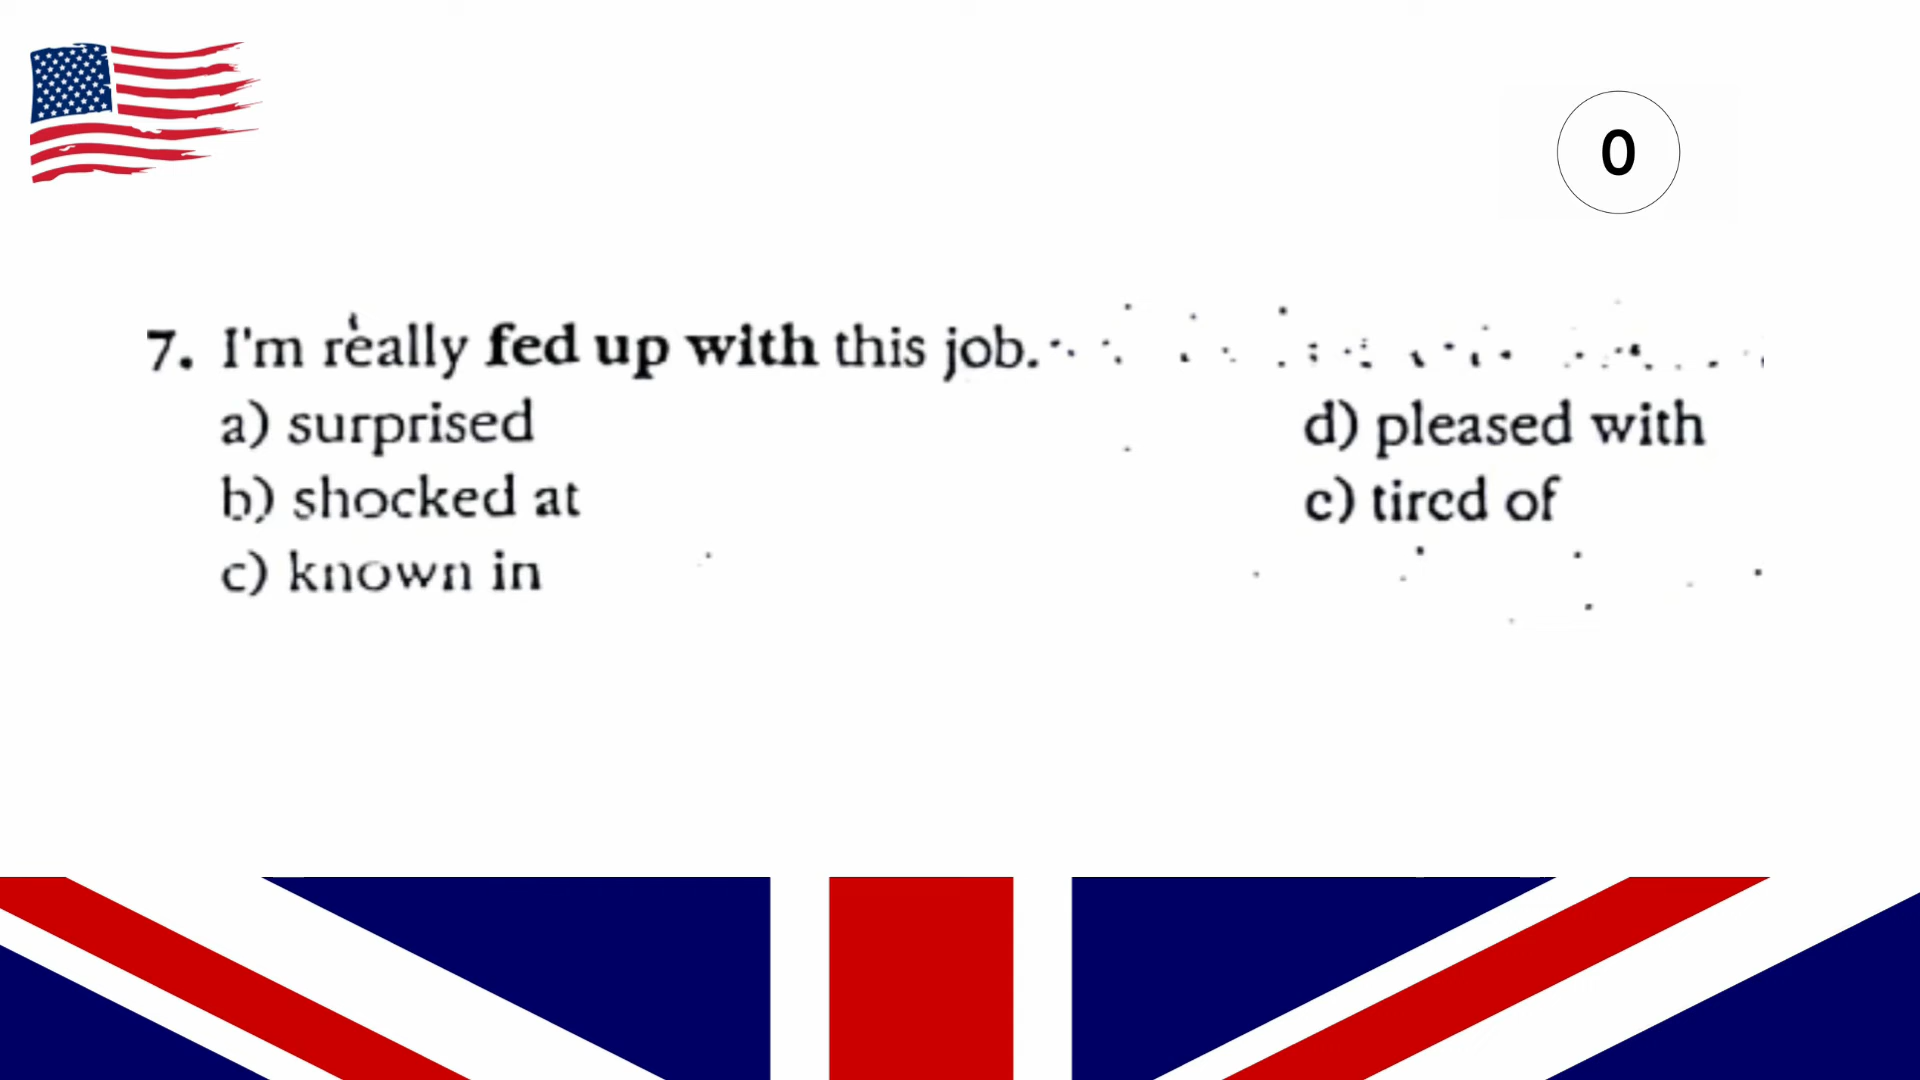 0
7. I'm really fed up with this job.
a) surprised
b) shocked at
c) known in
d) pleased with
e) tired of